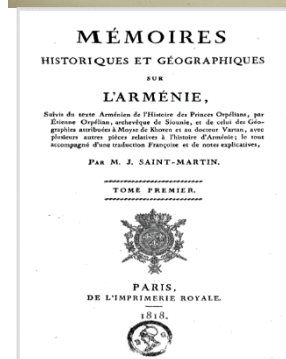 MÉMOIRES
HISTORIQUES ET GÉOGRAPHIQUES
SUR
L'ARMÉNIE,
Suivis du texte Arménien de l'Histoire des Princes Orpélians, par
Étienne Orpélian, archevêque de Siounie, et de celui des Géo-
graphies attribuées à Moyse de Khoren et au docteur Vartan, avec
plusieurs autres pièces relatives à l'histoire d'Arménie; le tout
accompagné d'une traduction Françoise et de notes explicatives,
PAR M. J. SAINT-MARTIN.
TOME PREMIER.
PARIS,
DE L'IMPRIMERIE ROYALE.
1818.